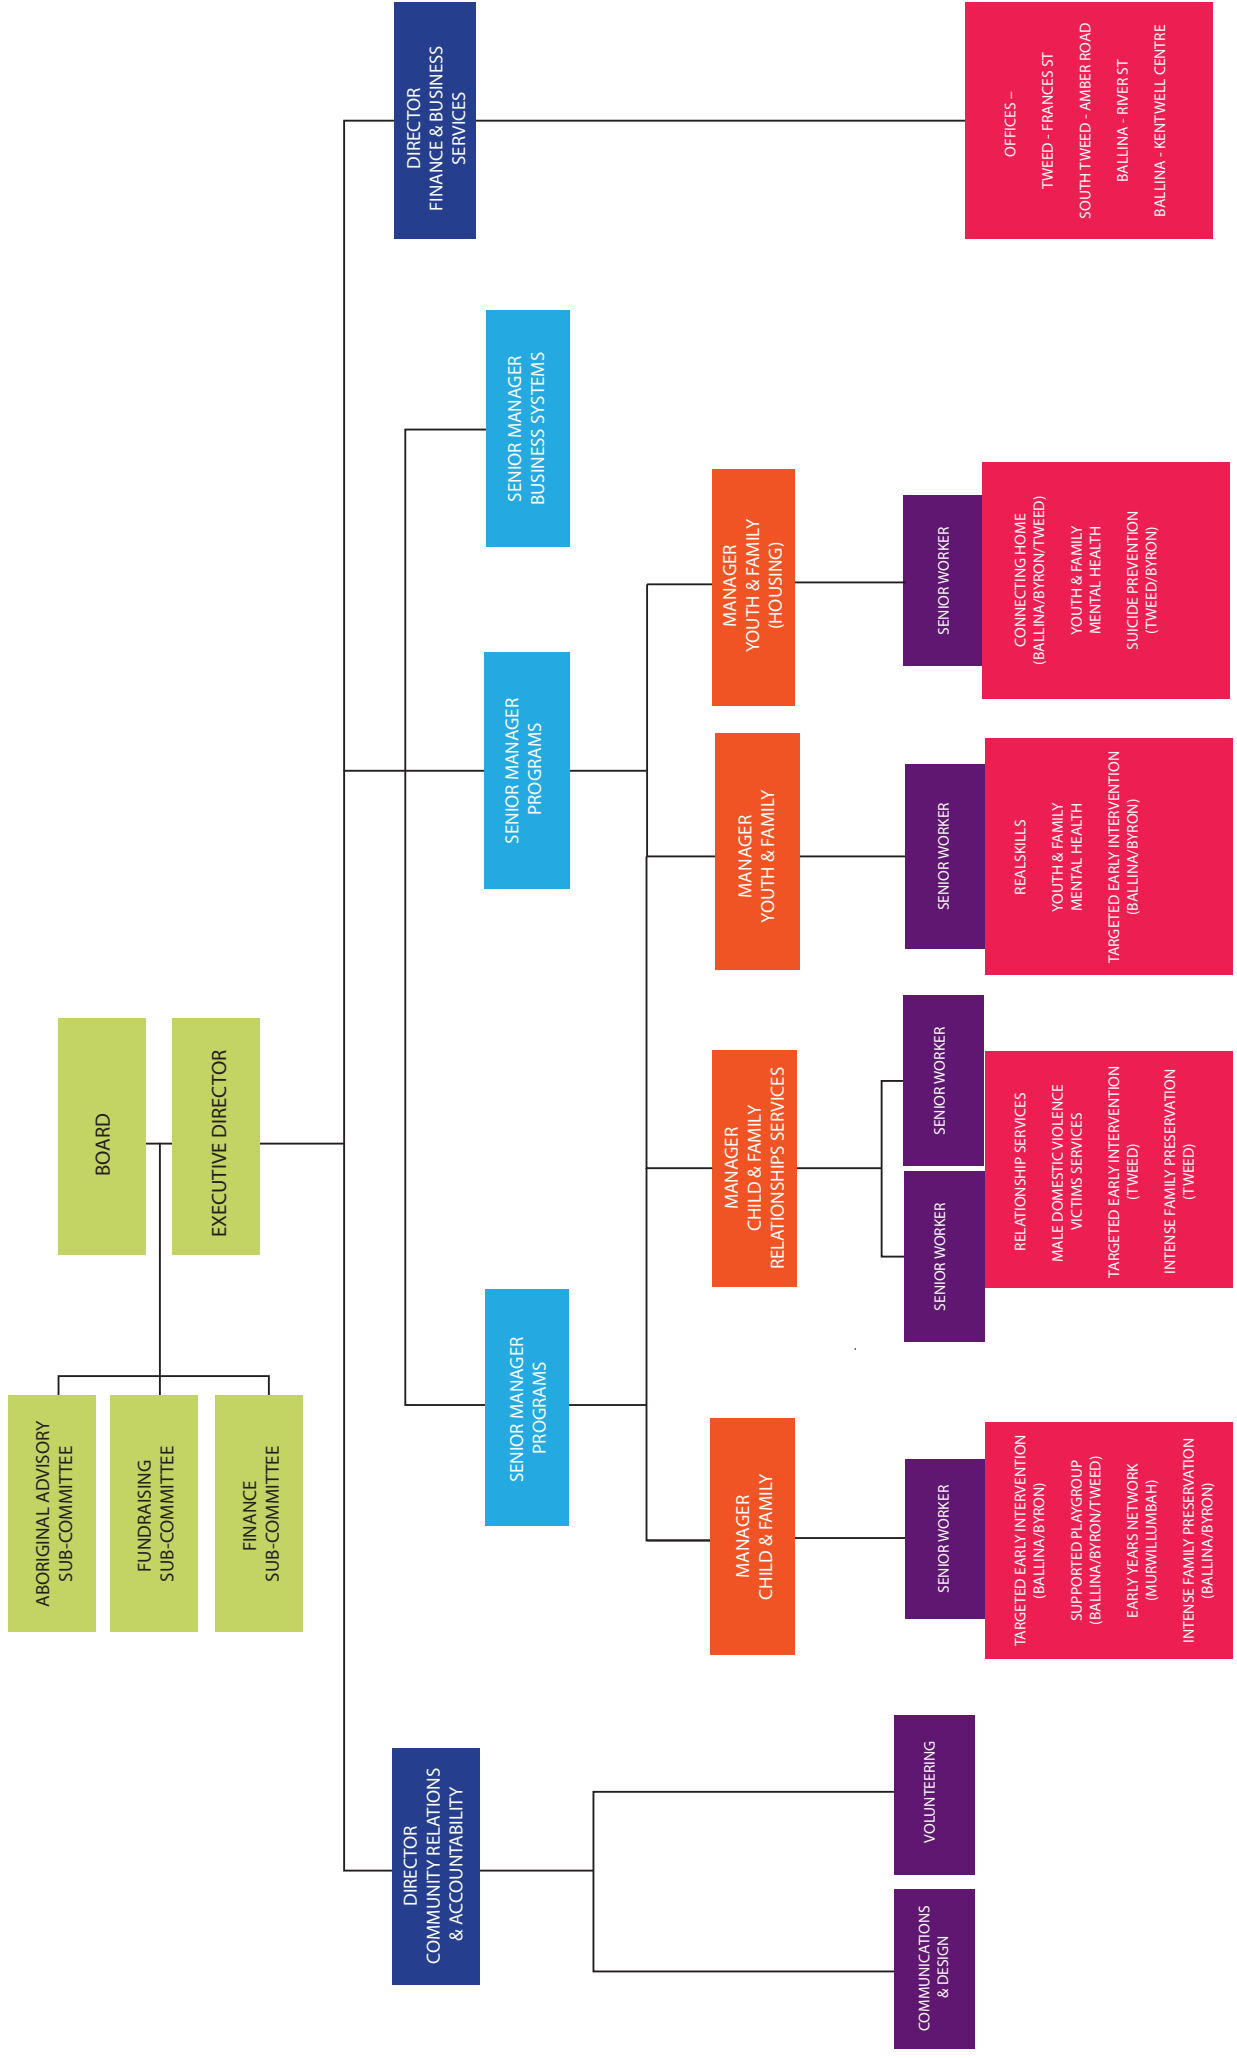 ABORIGINAL ADVISORY
SUB-COMMITTEE
FUNDRAISING
SUB-COMMITTEE
FINANCE
SUB-COMMITTEE
BOARD
EXECUTIVE DIRECTOR
DIRECTOR
COMMUNITY RELATIONS
& ACCOUNTABILITY
DIRECTOR
FINANCE & BUSINESS
SERVICES
SENIOR MANAGER
PROGRAMS
SENIOR MANAGER
PROGRAMS
SENIOR MANAGER
BUSINESS SYSTEMS
MANAGER
CHILD & FAMILY
MANAGER
CHILD & FAMILY
RELATIONSHIPS SERVICES
MANAGER
YOUTH & FAMILY
MANAGER
YOUTH & FAMILY
(HOUSING)
COMMUNICATIONS
& DESIGN
VOLUNTEERING
SENIOR WORKER
SENIOR WORKER
SENIOR WORKER
SENIOR WORKER
SENIOR WORKER
TARGETED EARLY INTERVENTION
(BALLINA/BYRON)
SUPPORTED PLAYGROUP
(BALLINA/BYRON/TWEED)
EARLY YEARS NETWORK
(MURWILLUMBAH)
INTENSE FAMILY PRESERVATION
(BALLINA/BYRON)
RELATIONSHIP SERVICES
MALE DOMESTIC VIOLENCE
VICTIMS SERVICES
TARGETED EARLY INTERVENTION
(TWEED)
INTENSE FAMILY PRESERVATION
(TWEED)
REALSKILLS
YOUTH & FAMILY
MENTAL HEALTH
TARGETED EARLY INTERVENTION
(BALLINA/BYRON)
CONNECTING HOME
(BALLINA/BYRON/TWEED)
YOUTH & FAMILY
MENTAL HEALTH
SUICIDE PREVENTION
(TWEED/BYRON)
OFFICES –
TWEED - FRANCES ST
SOUTH TWEED - AMBER ROAD
BALLINA - RIVER ST
BALLINA - KENTWELL CENTRE